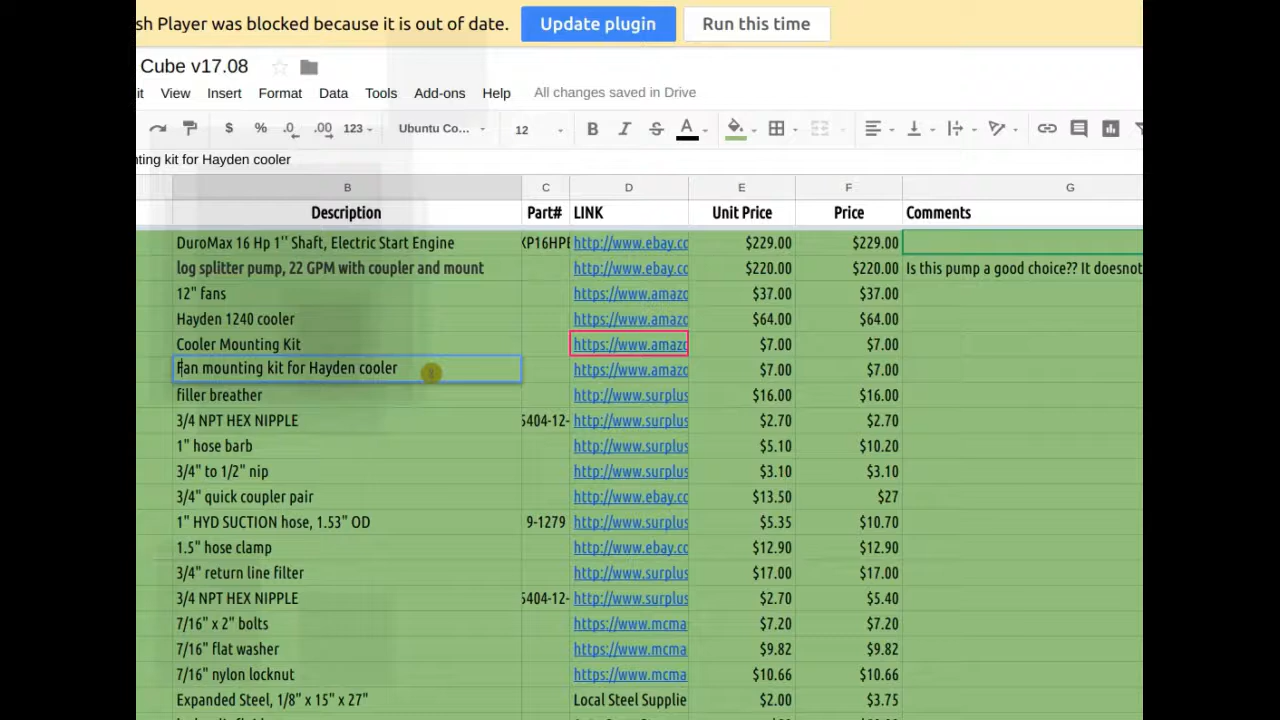 sh Player was blocked because it is out of date. Update plugin Run this time
Cube v17.08
it View Insert Format Data Tools Add-ons Help All changes saved in Drive
$ % .0 .00 123 Ubuntu Co... 12 B I S A
nting kit for Hayden cooler
B C D E F G
Description Part# LINK Unit Price Price Comments
DuroMax 16 Hp 1'' Shaft, Electric Start Engine XP16HPE http://www.ebay.co $229.00 $229.00
log splitter pump, 22 GPM with coupler and mount http://www.ebay.co $220.00 $220.00 Is this pump a good choice?? It doesnot
12" fans https://www.amazo $37.00 $37.00
Hayden 1240 cooler https://www.amazo $64.00 $64.00
Cooler Mounting Kit https://www.amazo $7.00 $7.00
Fan mounting kit for Hayden cooler https://www.amazo $7.00 $7.00
filler breather https://www.surplus $16.00 $16.00
3/4 NPT HEX NIPPLE 5404-12- http://www.surplus $2.70 $2.70
1" hose barb http://www.surplus $5.10 $10.20
3/4" to 1/2" nip http://www.surplus $3.10 $3.10
3/4" quick coupler pair http://www.ebay.co $13.50 $27
1" HYD SUCTION hose, 1.53" OD 9-1279 http://www.surplus $5.35 $10.70
1.5" hose clamp http://www.ebay.co $12.90 $12.90
3/4" return line filter http://www.surplus $17.00 $17.00
3/4 NPT HEX NIPPLE 5404-12- http://www.surplus $2.70 $5.40
7/16" x 2" bolts https://www.mcma $7.20 $7.20
7/16" flat washer https://www.mcma $9.82 $9.82
7/16" nylon locknut https://www.mcma $10.66 $10.66
Expanded Steel, 1/8" x 15" x 27" Local Steel Supplie $2.00 $3.75